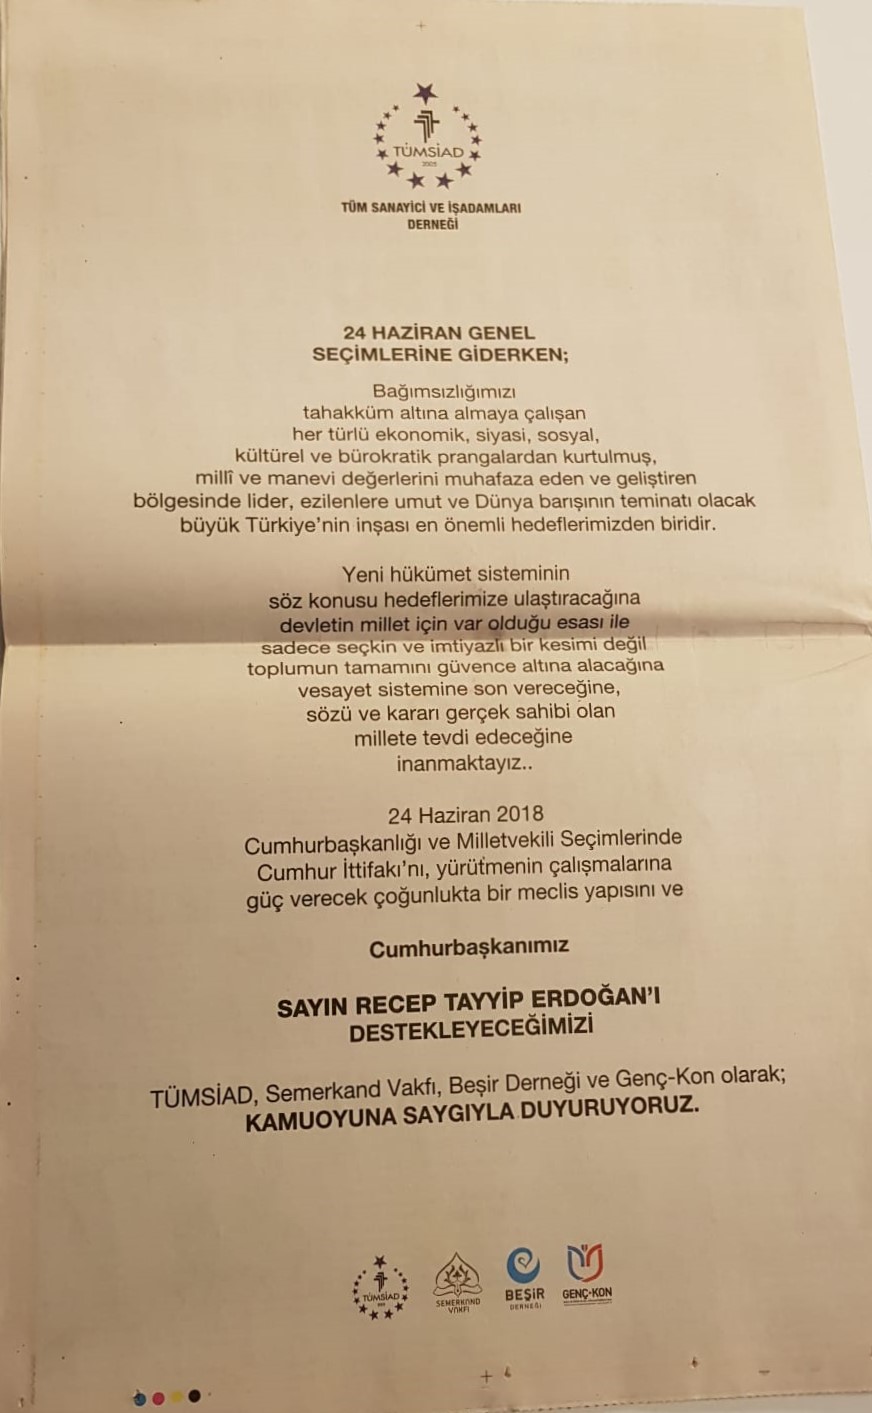 TÜMSİAD
2005
TÜM SANAYİCİ VE İŞADAMLARI
DERNEĞİ
24 HAZİRAN GENEL
SEÇİMLERİNE GİDERKEN;
Bağımsızlığımızı
tahakküm altına almaya çalışan
her türlü ekonomik, siyasi, sosyal,
kültürel ve bürokratik prangalardan kurtulmuş,
millî ve manevi değerlerini muhafaza eden ve geliştiren
bölgesinde lider, ezilenlere umut ve Dünya barışının teminatı olacak
büyük Türkiye'nin inşası en önemli hedeflerimizden biridir.
Yeni hükümet sisteminin
söz konusu hedeflerimize ulaştıracağına
devletin millet için var olduğu esası ile
sadece seçkin ve imtiyazlı bir kesimi değil
toplumun tamamını güvence altına alacağına
vesayet sistemine son vereceğine,
sözü ve kararı gerçek sahibi olan
millete tevdi edeceğine
inanmaktayız..
24 Haziran 2018
Cumhurbaşkanlığı ve Milletvekili Seçimlerinde
Cumhur İttifakı'nı, yürütmenin çalışmalarına
güç verecek çoğunlukta bir meclis yapısını ve
Cumhurbaşkanımız
SAYIN RECEP TAYYİP ERDOĞAN'I
DESTEKLEYECEĞİMİZİ
TÜMSİAD, Semerkand Vakfı, Beşir Derneği ve Genç-Kon olarak;
KAMUOYUNA SAYGIYLA DUYURUYORUZ.
TÜMSİAD
SEMERKAND
VAKFI
BEŞİR
DERNEĞİ
GENÇ-KON